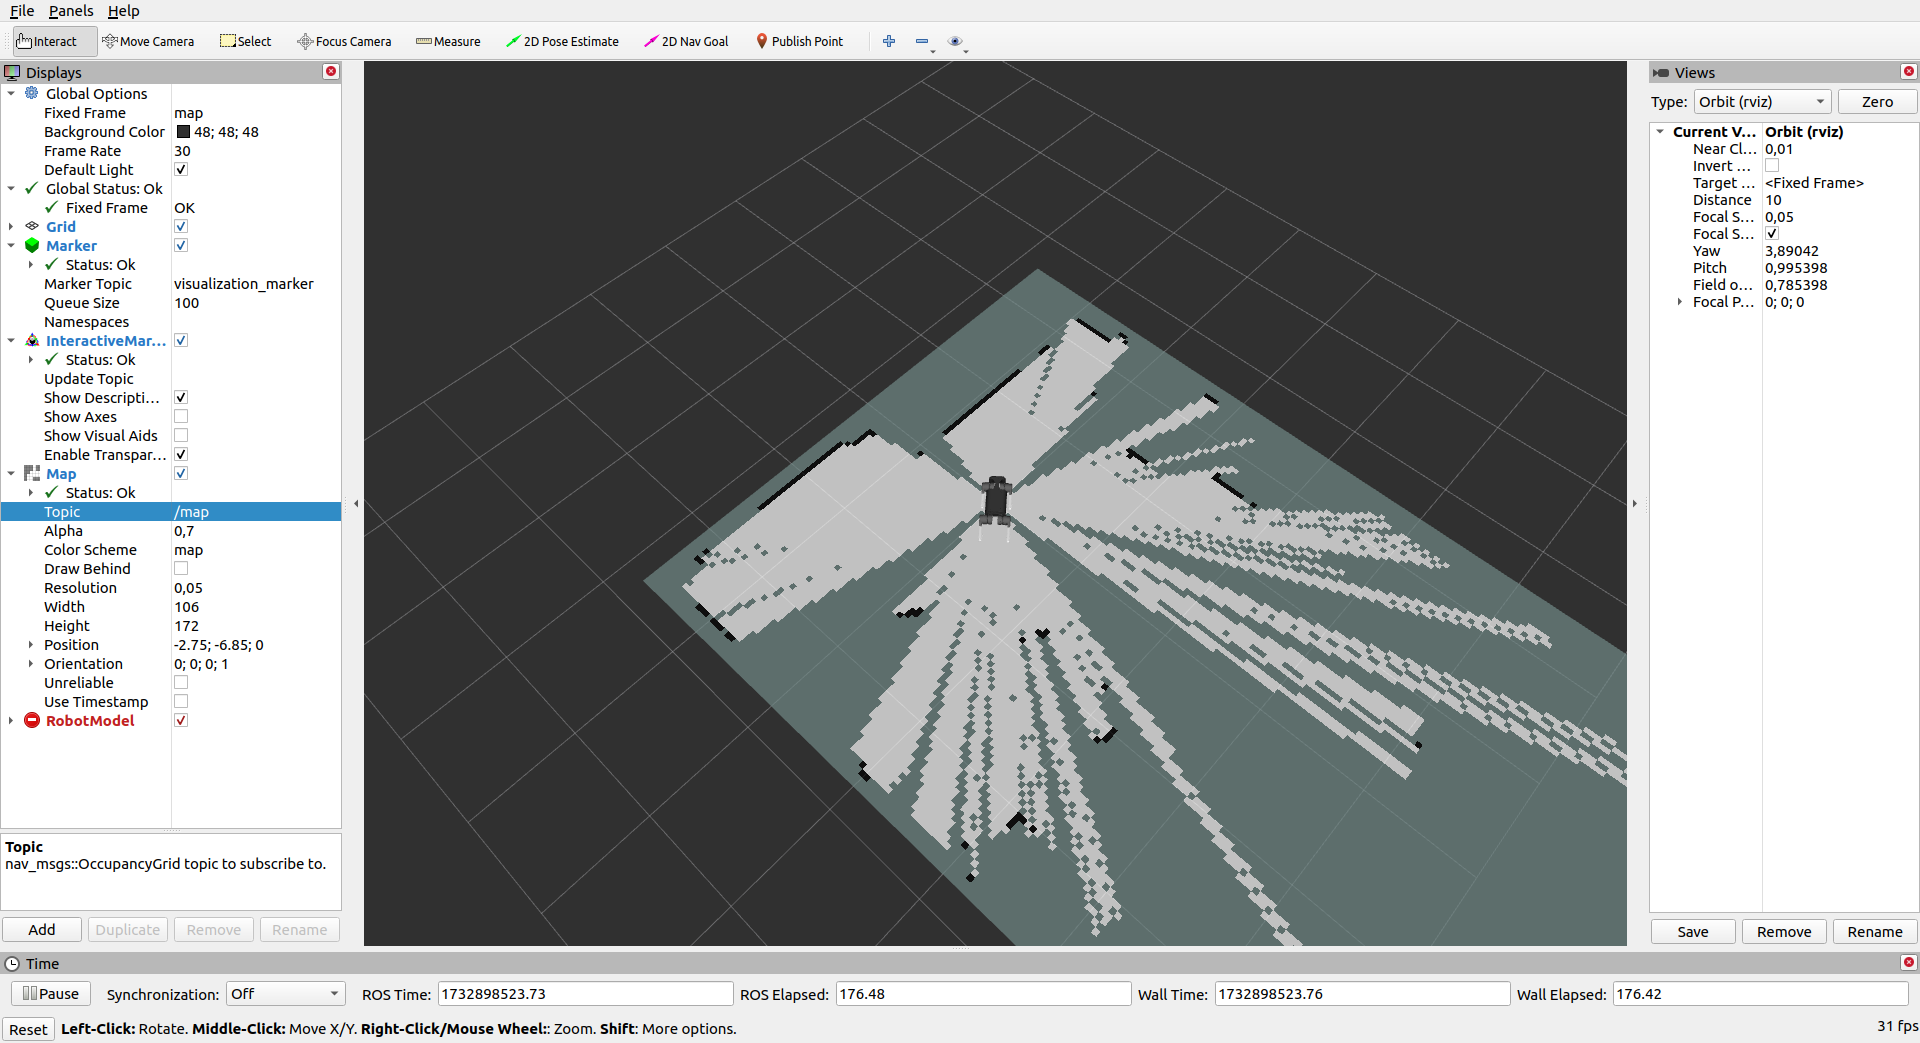 File Panels Help
Interact Move Camera Select Focus Camera Measure 2D Pose Estimate 2D Nav Goal Publish Point
Displays
Global Options
Fixed Frame map
Background Color 48; 48; 48
Frame Rate 30
Default Light
Global Status: Ok
Fixed Frame OK
Grid
Marker
Status: Ok
Marker Topic visualization_marker
Queue Size 100
Namespaces
InteractiveMar...
Status: Ok
Update Topic
Show Descripti...
Show Axes
Show Visual Aids
Enable Transpar...
Map
Status: Ok
Topic /map
Alpha 0,7
Color Scheme map
Draw Behind
Resolution 0,05
Width 106
Height 172
Position -2.75; -6.85; 0
Orientation 0; 0; 0; 1
Unreliable
Use Timestamp
RobotModel
Topic
nav_msgs::OccupancyGrid topic to subscribe to.
Add Duplicate Remove Rename
Views
Type: Orbit (rviz) Zero
Current V... Orbit (rviz)
Near Cl... 0,01
Invert ...
Target ... <Fixed Frame>
Distance 10
Focal S... 0,05
Focal S...
Yaw 3,89042
Pitch 0,995398
Field o... 0,785398
Focal P... 0; 0; 0
Save Remove Rename
Time
Pause Synchronization: Off ROS Time: 1732898523.73 ROS Elapsed: 176.48 Wall Time: 1732898523.76 Wall Elapsed: 176.42
Reset Left-Click: Rotate. Middle-Click: Move X/Y. Right-Click/Mouse Wheel:: Zoom. Shift: More options. 31 fps